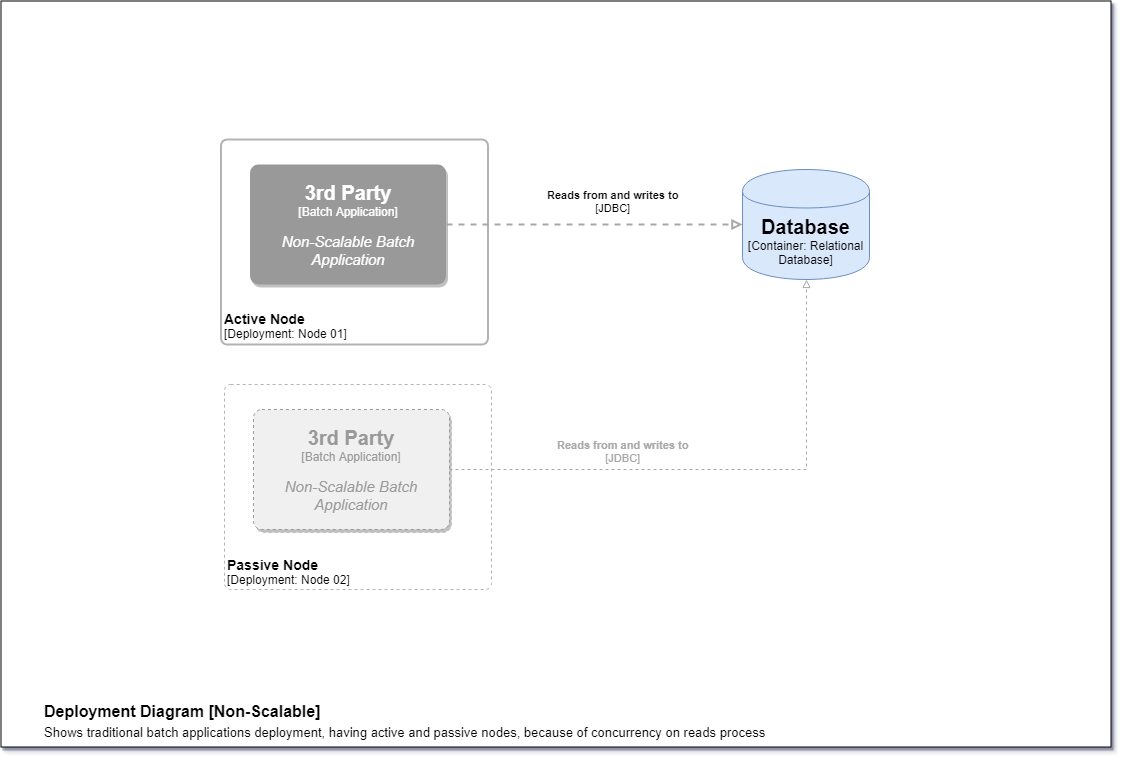 3rd Party
[Batch Application]
Non-Scalable Batch
Application
Active Node
[Deployment: Node 01]
Reads from and writes to
[JDBC]
Database
[Container: Relational
Database]
3rd Party
[Batch Application]
Non-Scalable Batch
Application
Passive Node
[Deployment: Node 02]
Reads from and writes to
[JDBC]
Deployment Diagram [Non-Scalable]
Shows traditional batch applications deployment, having active and passive nodes, because of concurrency on reads process